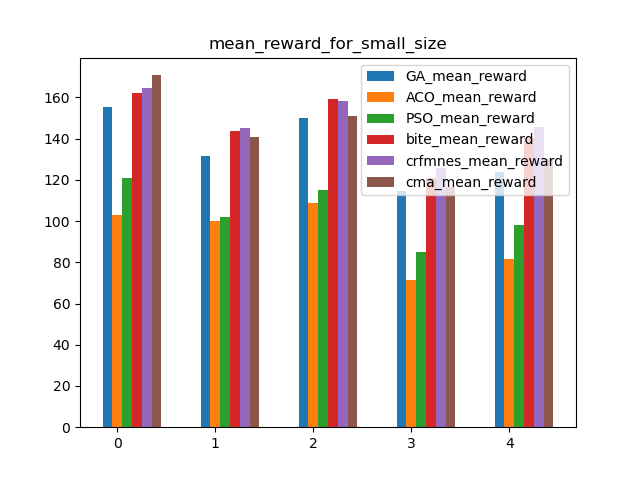 mean_reward_for_small_size
160
140
120
100
80
60
40
20
0
GA_mean_reward
ACO_mean_reward
PSO_mean_reward
bite_mean_reward
crfmnes_mean_reward
cma_mean_reward
0 1 2 3 4